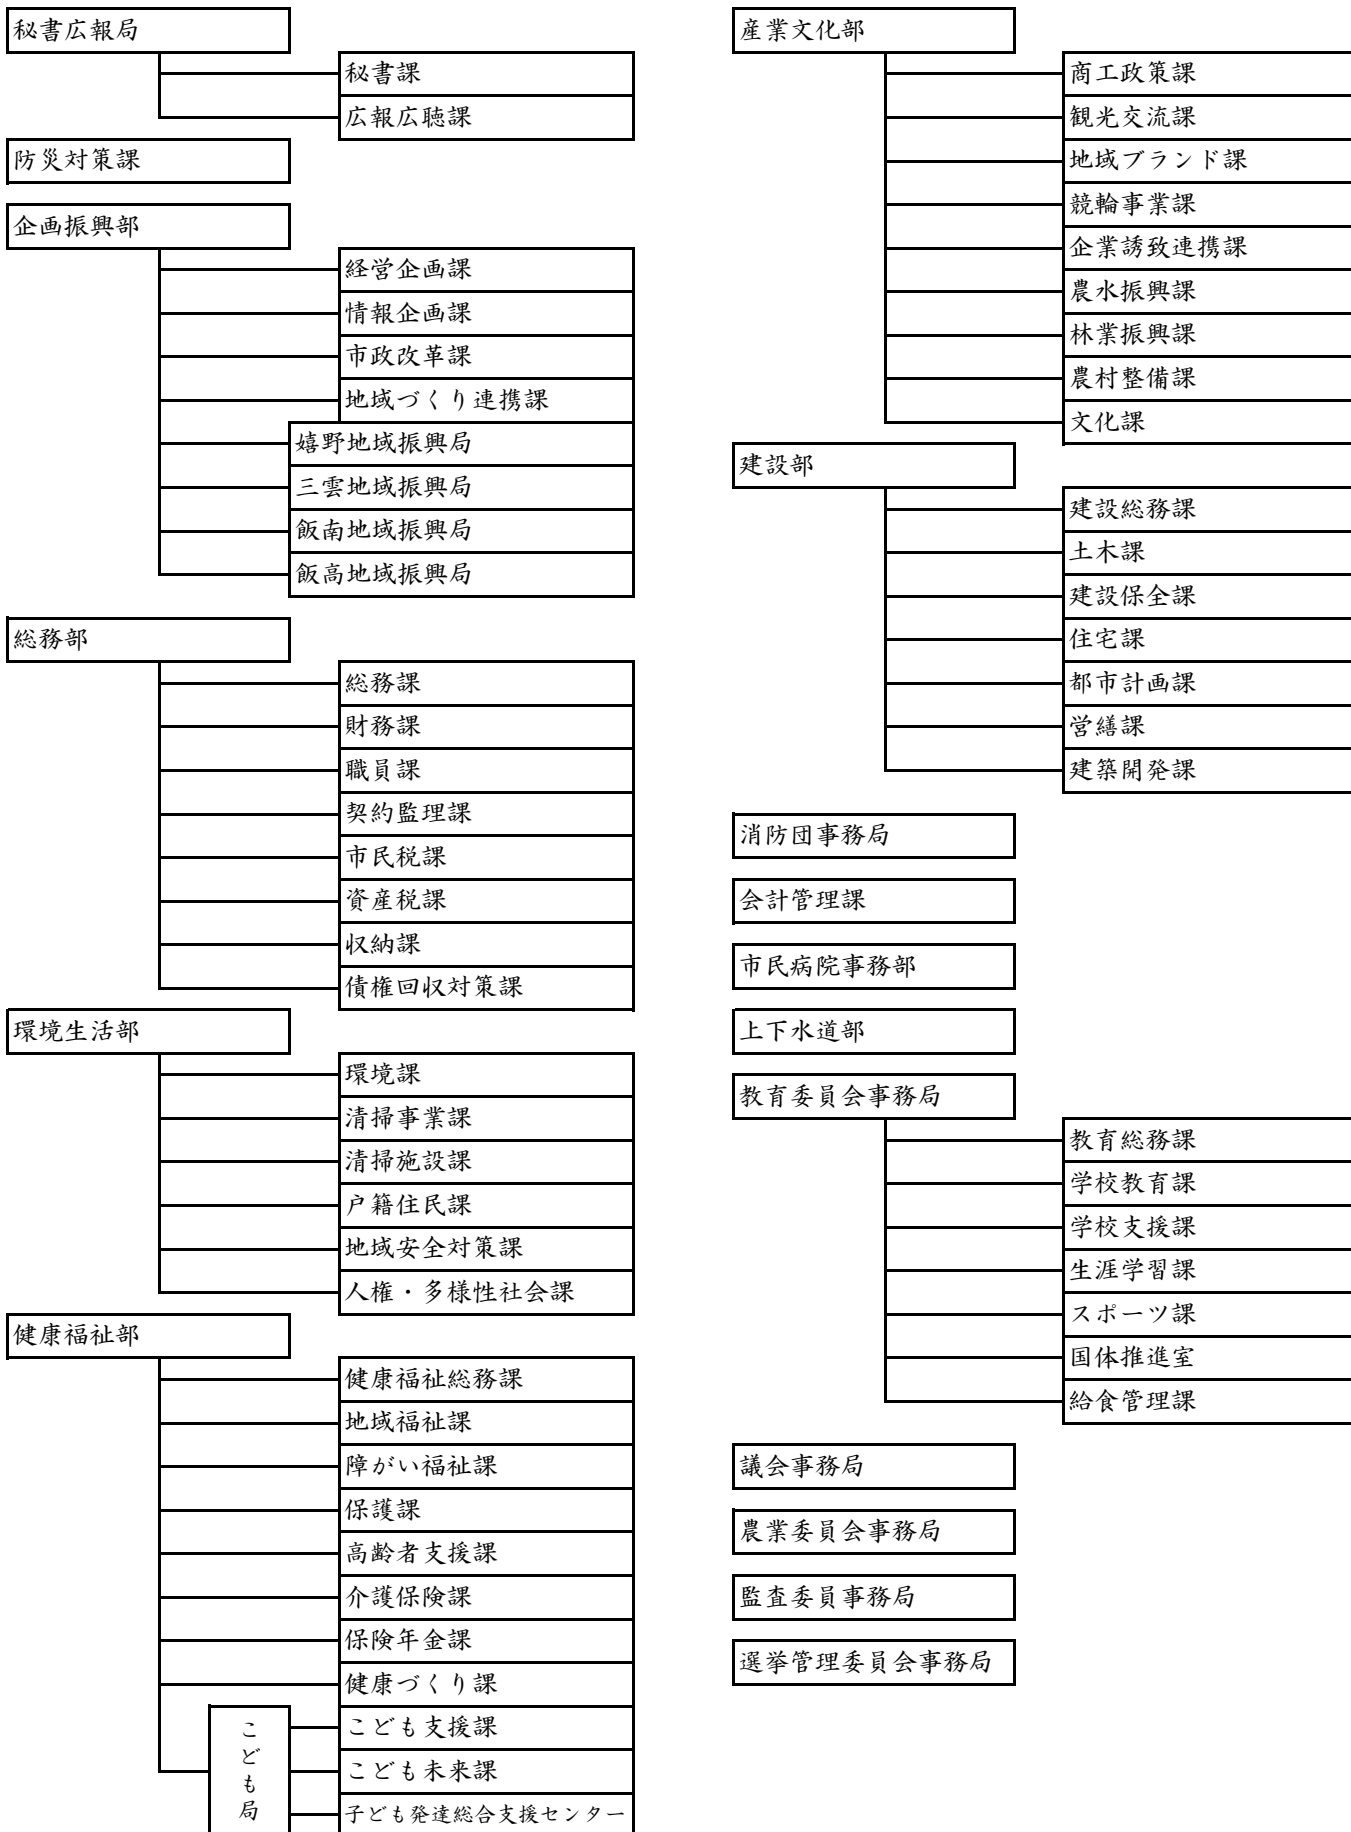 秘書広報局
秘書課
広報広聴課
防災対策課
企画振興部
経営企画課
情報企画課
市政改革課
地域づくり連携課
嬉野地域振興局
三雲地域振興局
飯南地域振興局
飯高地域振興局
総務部
総務課
財務課
職員課
契約監理課
市民税課
資産税課
収納課
債権回収対策課
環境生活部
環境課
清掃事業課
清掃施設課
戸籍住民課
地域安全対策課
人権・多様性社会課
健康福祉部
健康福祉総務課
地域福祉課
障がい福祉課
保護課
高齢者支援課
介護保険課
保険年金課
健康づくり課
こども局
こども支援課
こども未来課
子ども発達総合支援センター
産業文化部
商工政策課
観光交流課
地域ブランド課
競輪事業課
企業誘致連携課
農水振興課
林業振興課
農村整備課
文化課
建設部
建設総務課
土木課
建設保全課
住宅課
都市計画課
営繕課
建築開発課
消防団事務局
会計管理課
市民病院事務部
上下水道部
教育委員会事務局
教育総務課
学校教育課
学校支援課
生涯学習課
スポーツ課
国体推進室
給食管理課
議会事務局
農業委員会事務局
監査委員事務局
選挙管理委員会事務局